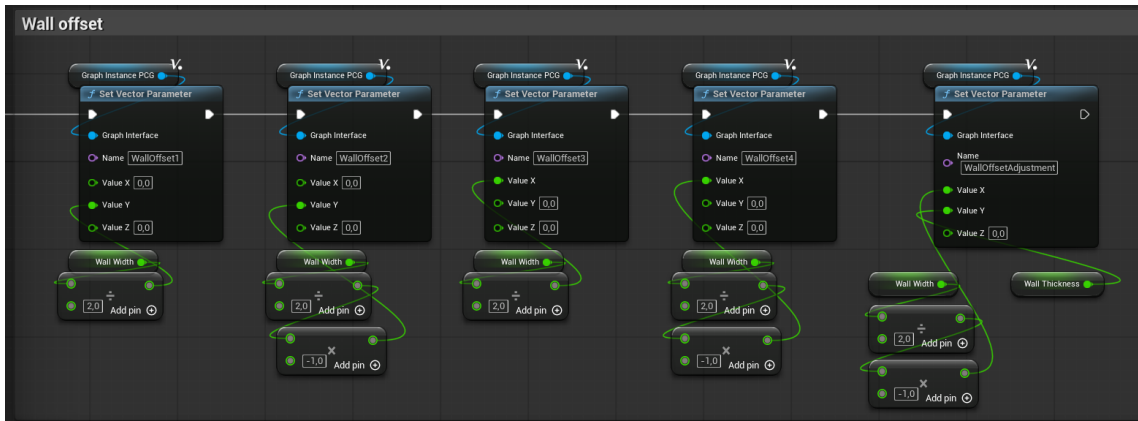 Wall offset
Graph Instance PCG
Set Vector Parameter
Graph Interface
Name WallOffset1
Value X 0,0
Value Y
Value Z 0,0
Wall Width
2,0 ÷
Add pin
Graph Instance PCG
Set Vector Parameter
Graph Interface
Name WallOffset2
Value X 0,0
Value Y
Value Z 0,0
Wall Width
2,0 ÷
Add pin
-1,0 ×
Add pin
Graph Instance PCG
Set Vector Parameter
Graph Interface
Name WallOffset3
Value X
Value Y 0,0
Value Z 0,0
Wall Width
2,0 ÷
Add pin
Graph Instance PCG
Set Vector Parameter
Graph Interface
Name WallOffset4
Value X
Value Y 0,0
Value Z 0,0
Wall Width
2,0 ÷
Add pin
-1,0 ×
Add pin
Graph Instance PCG
Set Vector Parameter
Graph Interface
Name
WallOffsetAdjustment
Value X
Value Y
Value Z 0,0
Wall Width
Wall Thickness
2,0 ÷
Add pin
-1,0 ×
Add pin